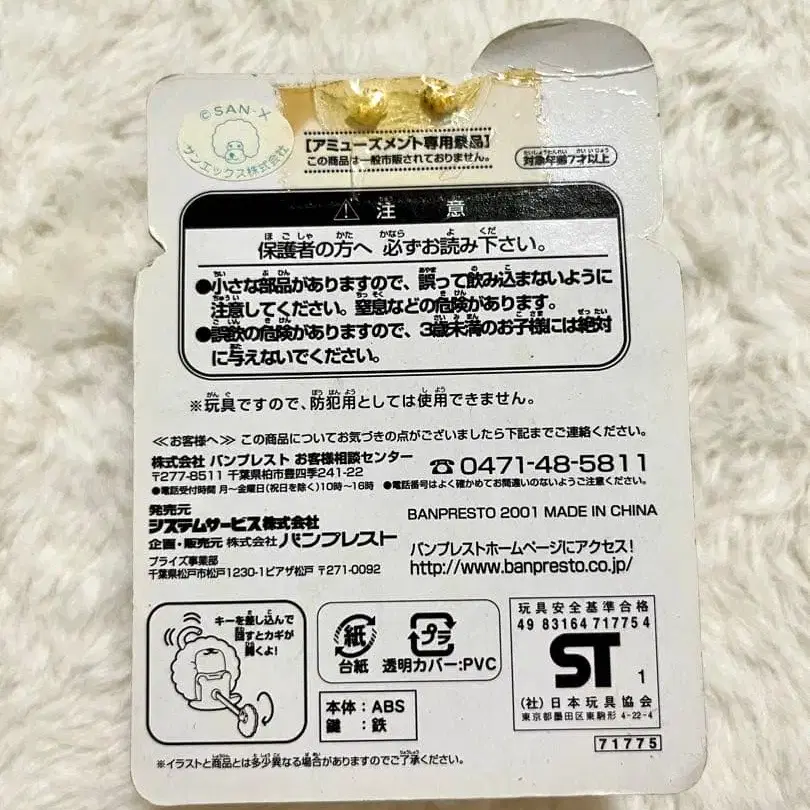 ©SAN-X
サンエックス株式会社
[アミューズメント専用景品]
この商品は一般市販されておりません。
対象年齢7才以上
⚠注意
保護者の方へ 必ずお読み下さい。
●小さな部品がありますので、誤って飲み込まないように
注意してください。窒息などの危険があります。
●誤飲の危険がありますので、3歳未満のお子様には絶対
に与えないでください。
※玩具ですので、防犯用としては使用できません。
≪お客様へ≫ この商品についてお気づきの点がございましたら下記までご連絡ください。
株式会社 バンプレスト お客様相談センター
☎0471-48-5811
〒277-8511 千葉県柏市豊四季241-22
●電話受付時間 月〜金曜日(祝日を除く)10時〜16時 ●電話番号はよく確かめてお間違いのないようご注意ください。
発売元
システムサービス株式会社
企画・販売元 株式会社 バンプレスト
プライズ事業部
千葉県松戸市松戸1230-1ピアザ松戸 〒271-0092
BANPRESTO 2001 MADE IN CHINA
バンプレストホームページにアクセス!
http://www.banpresto.co.jp/
キーを差し込んで
回すとカギが
開くよ!
紙
台紙
プラ
透明カバー:PVC
本体:ABS
鍵:鉄
玩具安全基準合格
49 83164 71775 4
ST 1
(社)日本玩具協会
東京都墨田区東駒形 4-22-4
71775
※イラストと商品とは多少異なる場合がありますのでご了承ください。